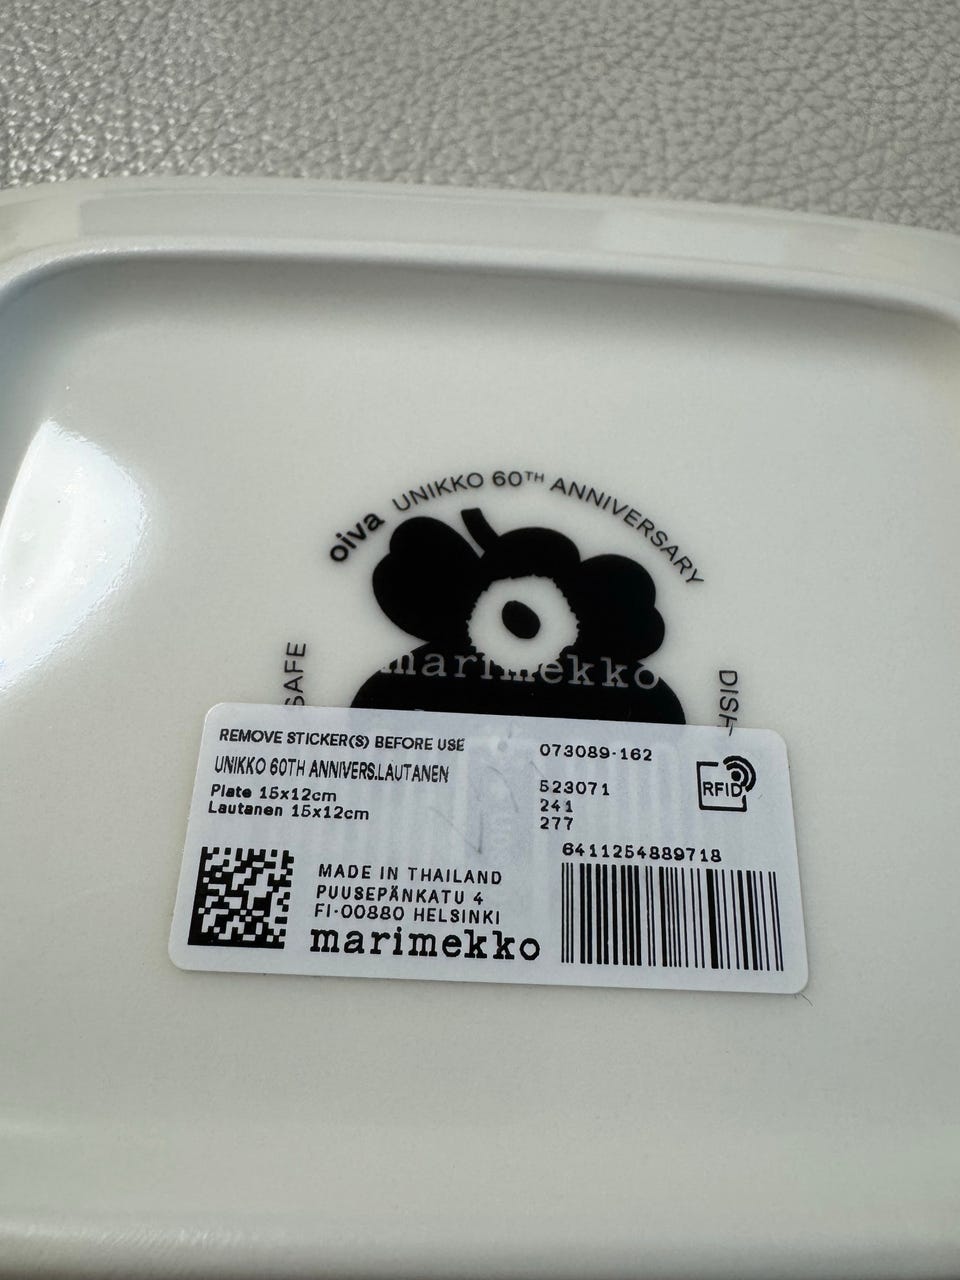 oiva UNIKKO 60TH ANNIVERSARY
marimekko
SAFE
DISH-
REMOVE STICKER(S) BEFORE USE
UNIKKO 60TH ANNIVERS.LAUTANEN
Plate 15x12cm
Lautanen 15x12cm
073089-162
523071
241
277
RFID
6411254889718
MADE IN THAILAND
PUUSEPÄNKATU 4
FI-00880 HELSINKI
marimekko